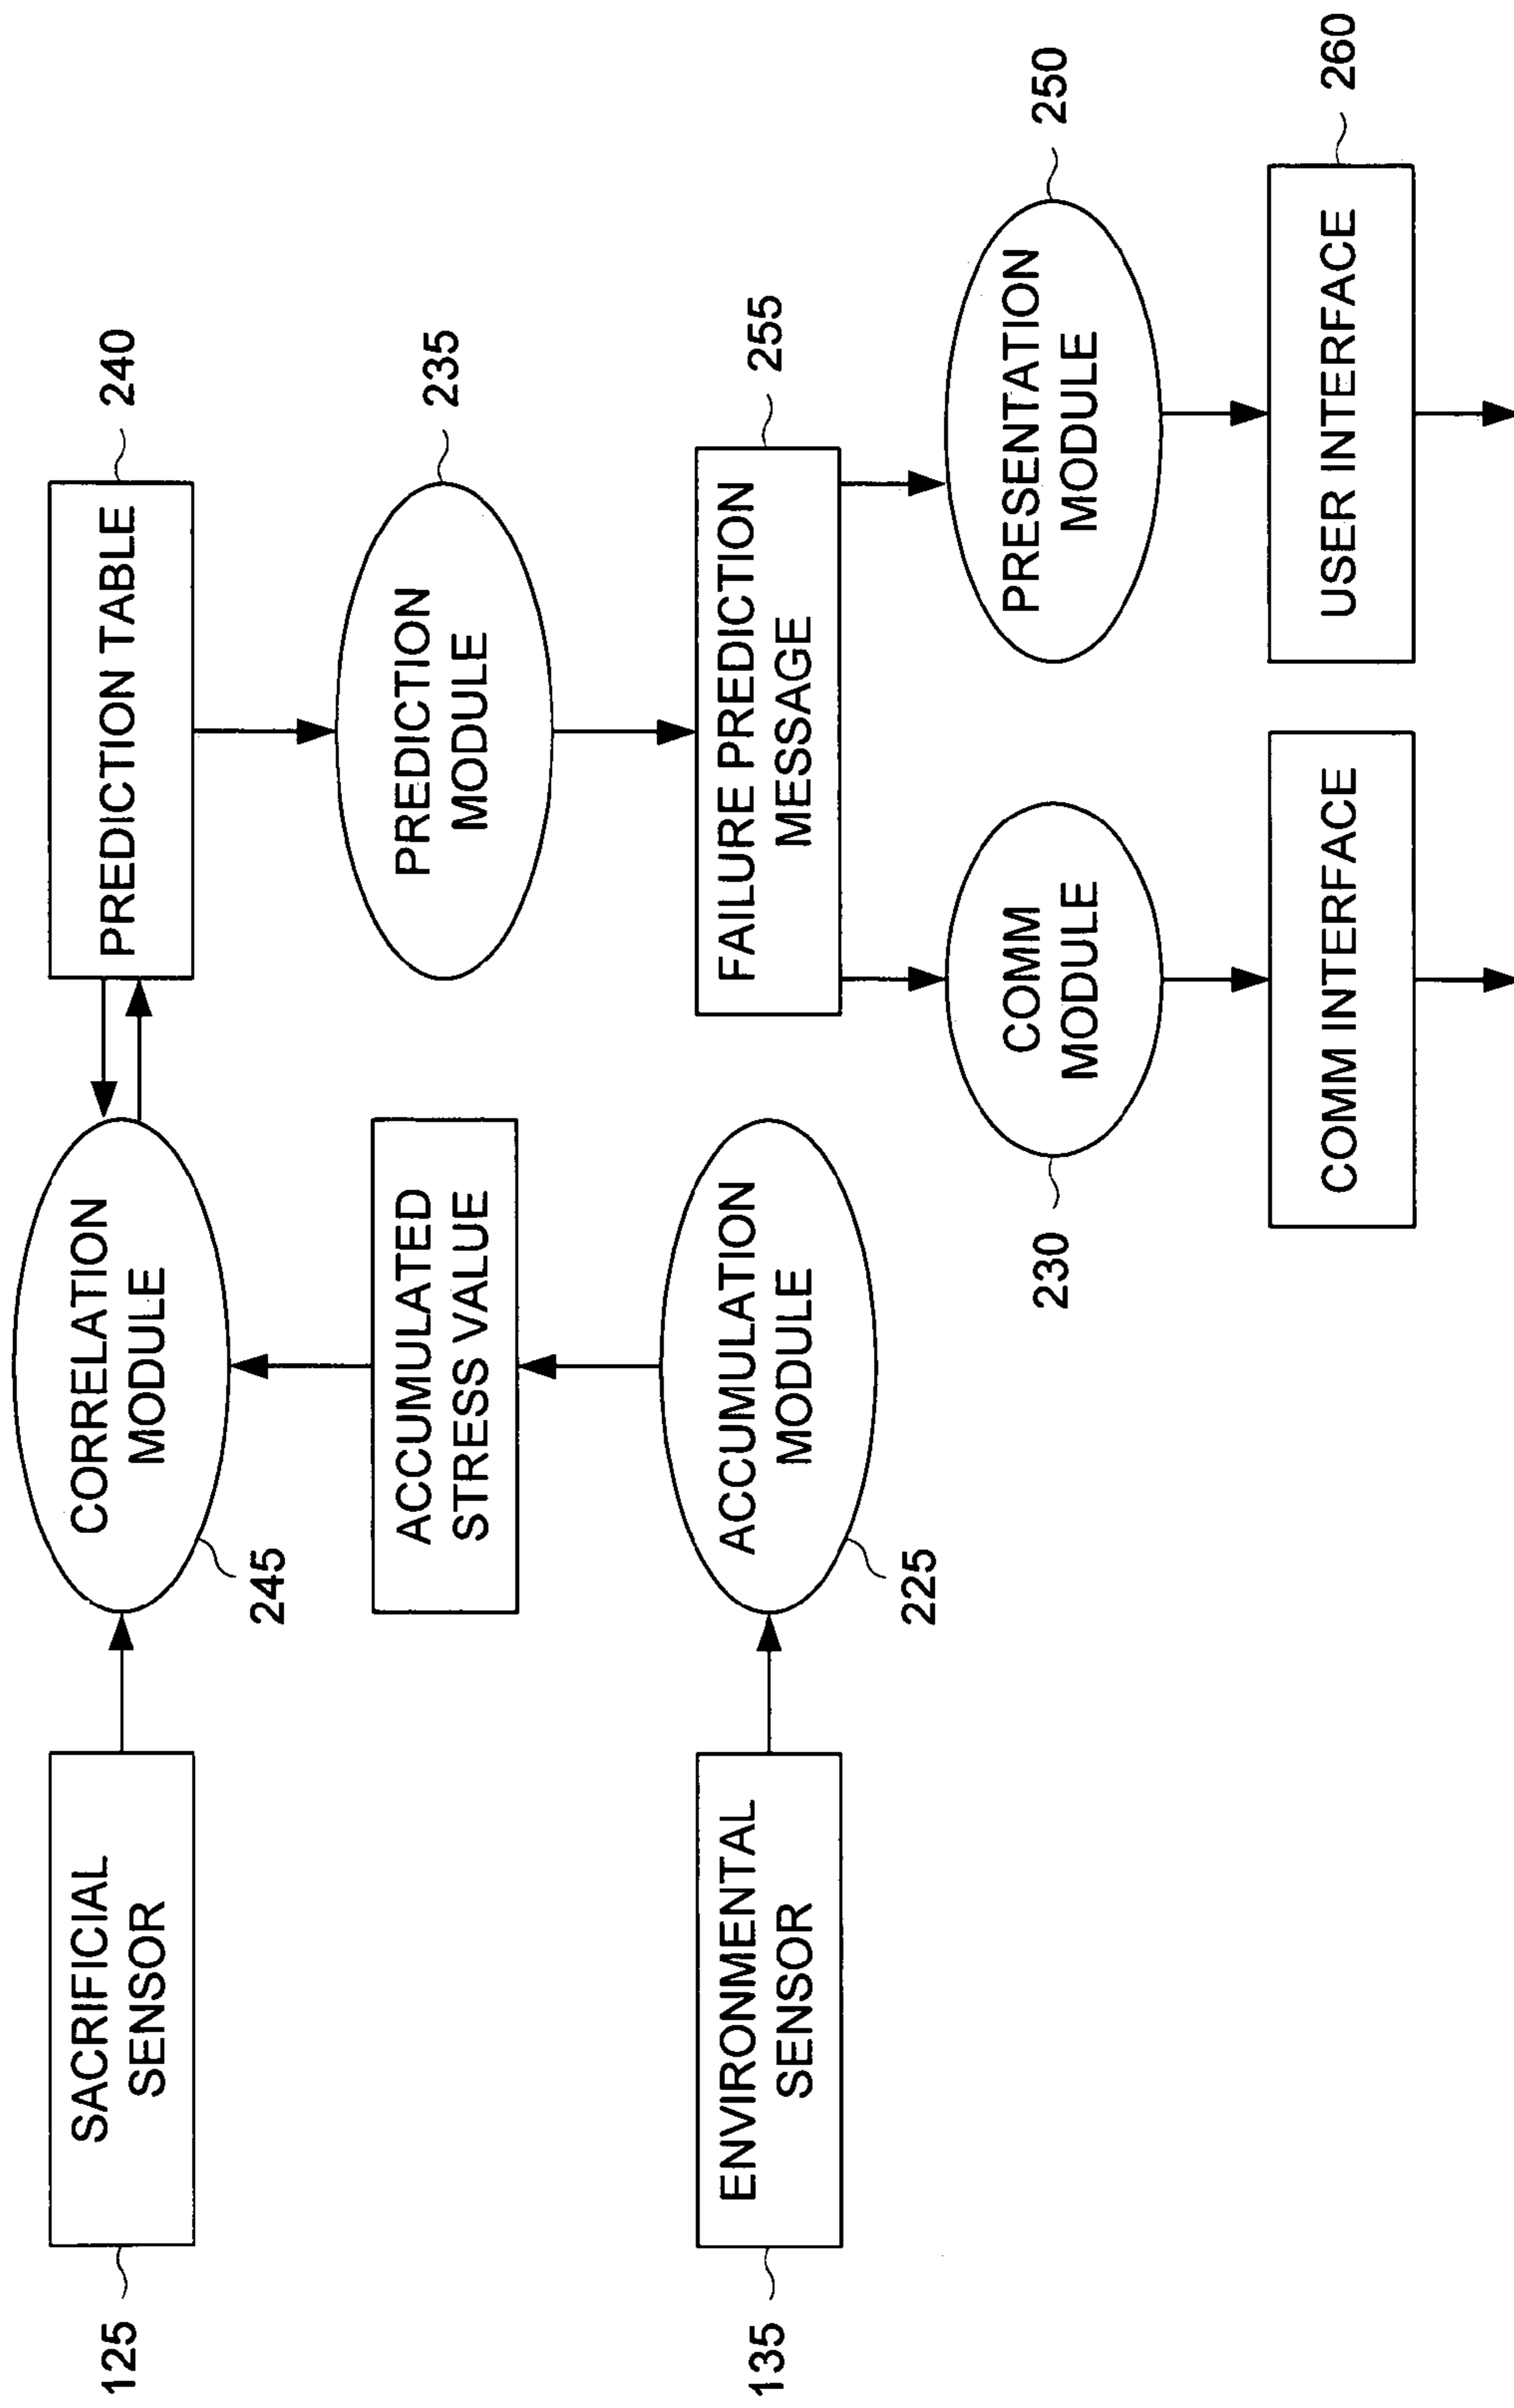 125
SACRIFICIAL
SENSOR
245
CORRELATION
MODULE
PREDICTION TABLE
240
ACCUMULATED
STRESS VALUE
PREDICTION
MODULE
235
135
ENVIRONMENTAL
SENSOR
225
ACCUMULATION
MODULE
FAILURE PREDICTION
MESSAGE
255
230
COMM
MODULE
PRESENTATION
MODULE
250
COMM INTERFACE
USER INTERFACE
260